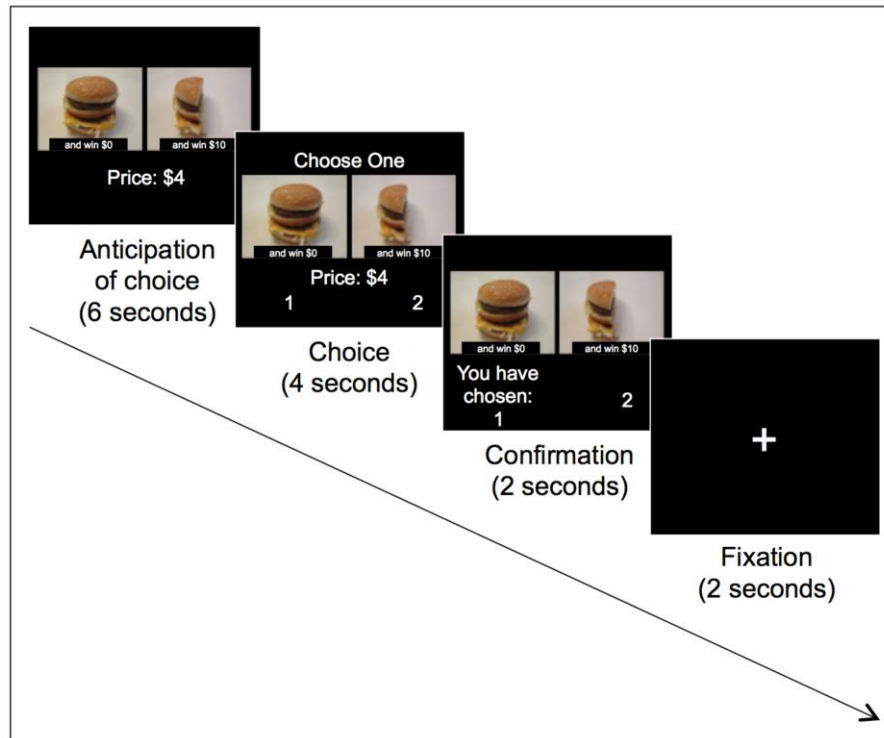 and win $0
and win $10
Price: $4
Anticipation
of choice
(6 seconds)
Choose One
and win $0
and win $10
Price: $4
1 2
Choice
(4 seconds)
and win $0
and win $10
You have
chosen:
1
2
Confirmation
(2 seconds)
+
Fixation
(2 seconds)